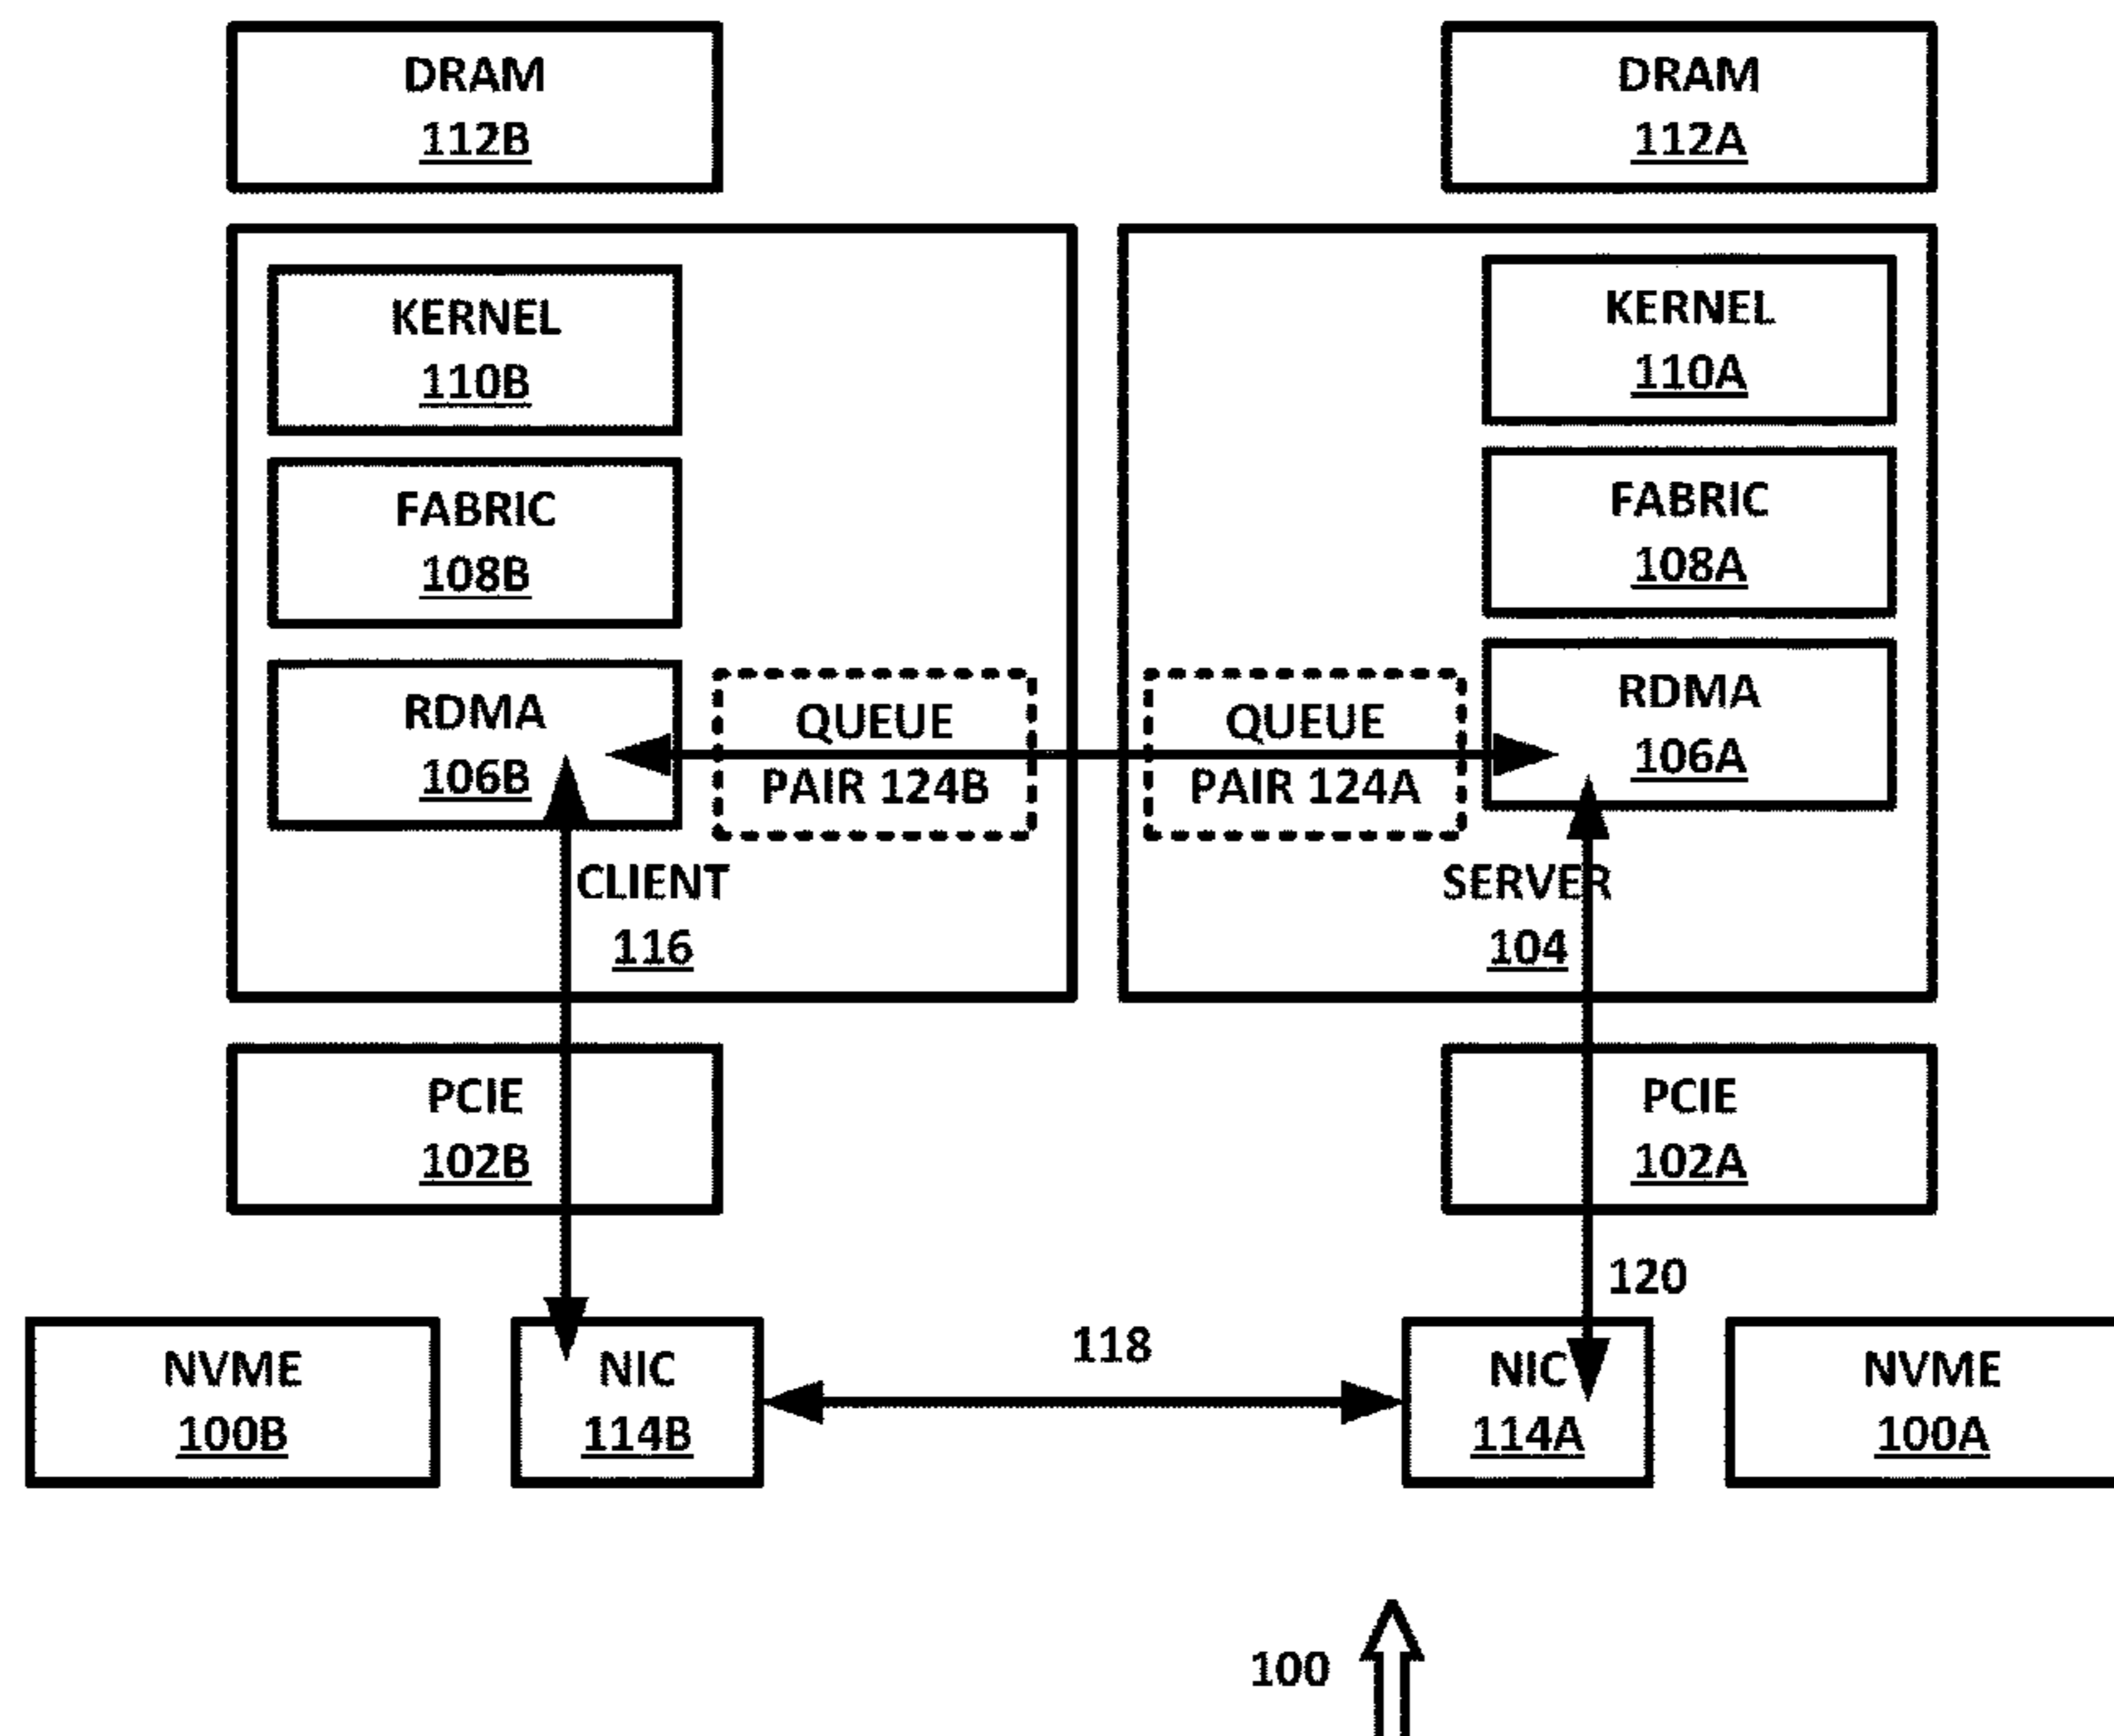 DRAM
112B
DRAM
112A
KERNEL
110B
KERNEL
110A
FABRIC
108B
FABRIC
108A
RDMA
106B
QUEUE
PAIR 124B
QUEUE
PAIR 124A
RDMA
106A
CLIENT
116
SERVER
104
PCIE
102B
PCIE
102A
120
NVME
100B
NIC
114B
118
NIC
114A
NVME
100A
100